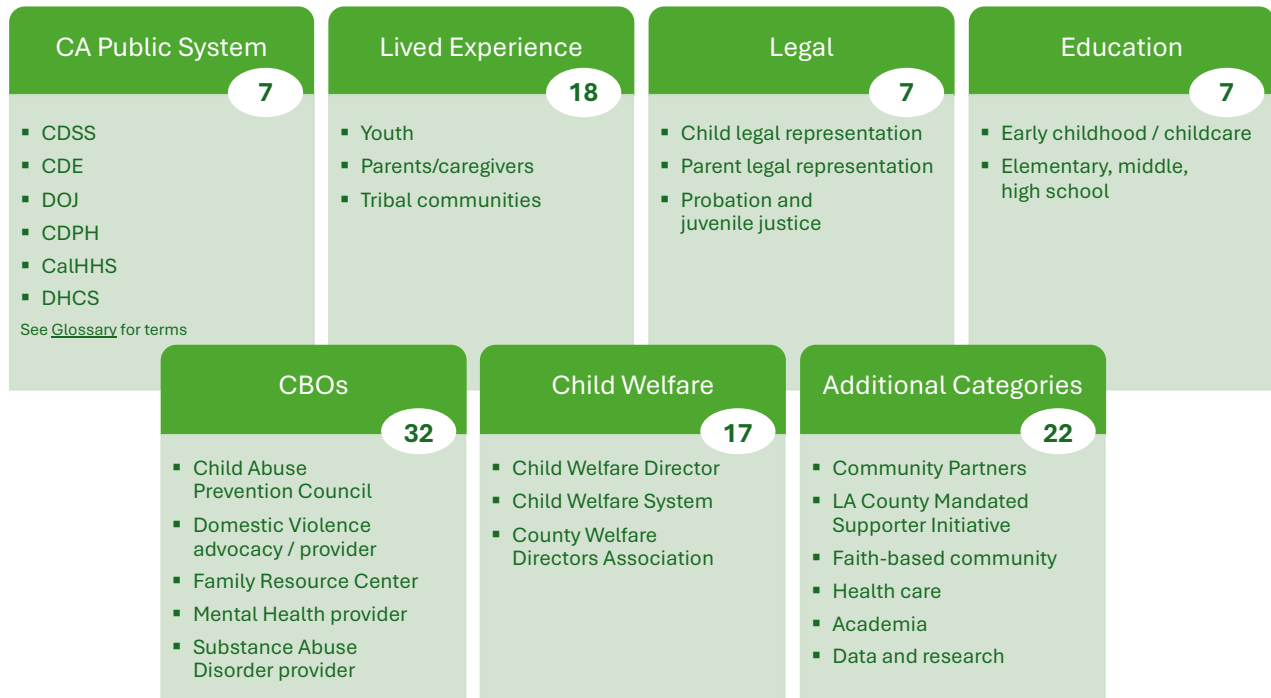 CA Public System
7
▪ CDSS
▪ CDE
▪ DOJ
▪ CDPH
▪ CalHHS
▪ DHCS
See Glossary for terms
Lived Experience
18
▪ Youth
▪ Parents/caregivers
▪ Tribal communities
Legal
7
▪ Child legal representation
▪ Parent legal representation
▪ Probation and
juvenile justice
Education
7
▪ Early childhood / childcare
▪ Elementary, middle,
high school
CBOs
32
▪ Child Abuse
Prevention Council
▪ Domestic Violence
advocacy / provider
▪ Family Resource Center
▪ Mental Health provider
▪ Substance Abuse
Disorder provider
Child Welfare
17
▪ Child Welfare Director
▪ Child Welfare System
▪ County Welfare
Directors Association
Additional Categories
22
▪ Community Partners
▪ LA County Mandated
Supporter Initiative
▪ Faith-based community
▪ Health care
▪ Academia
▪ Data and research